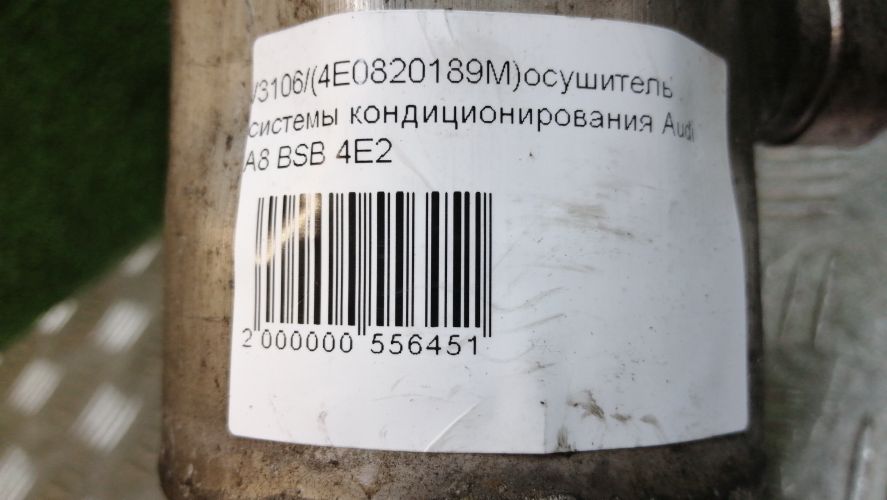 /3106/(4E0820189M)осушитель
системы кондиционирования Audi
A8 BSB 4E2
2 000000 556451